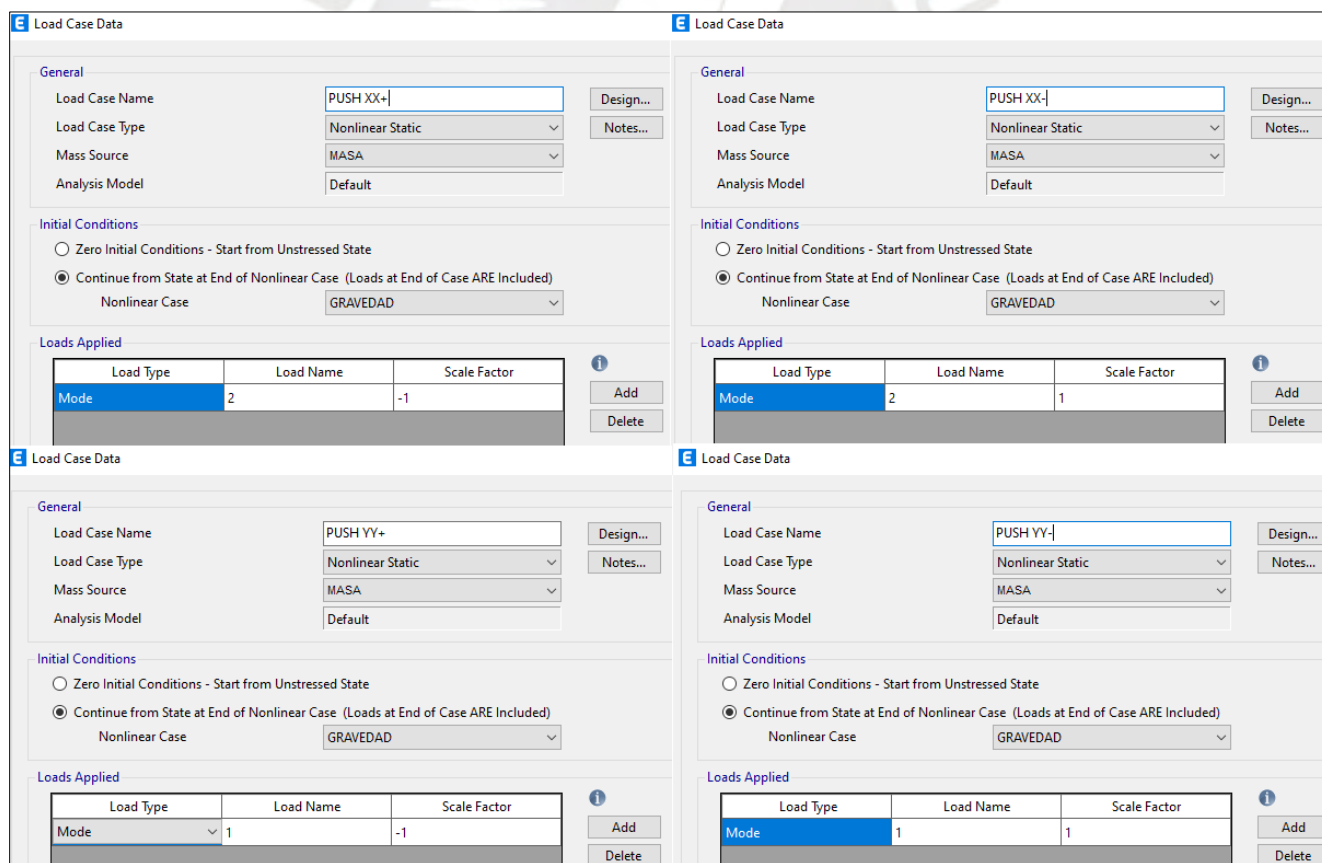 E Load Case Data
General
Load Case Name PUSH XX+ Design...
Load Case Type Nonlinear Static Notes...
Mass Source MASA
Analysis Model Default
Initial Conditions
Zero Initial Conditions - Start from Unstressed State
Continue from State at End of Nonlinear Case (Loads at End of Case ARE Included)
Nonlinear Case GRAVEDAD
Loads Applied
Load Type Load Name Scale Factor i
Mode 2 -1 Add
Delete
E Load Case Data
General
Load Case Name PUSH XX- Design...
Load Case Type Nonlinear Static Notes...
Mass Source MASA
Analysis Model Default
Initial Conditions
Zero Initial Conditions - Start from Unstressed State
Continue from State at End of Nonlinear Case (Loads at End of Case ARE Included)
Nonlinear Case GRAVEDAD
Loads Applied
Load Type Load Name Scale Factor i
Mode 2 1 Add
Delete
E Load Case Data
General
Load Case Name PUSH YY+ Design...
Load Case Type Nonlinear Static Notes...
Mass Source MASA
Analysis Model Default
Initial Conditions
Zero Initial Conditions - Start from Unstressed State
Continue from State at End of Nonlinear Case (Loads at End of Case ARE Included)
Nonlinear Case GRAVEDAD
Loads Applied
Load Type Load Name Scale Factor i
Mode 1 -1 Add
Delete
E Load Case Data
General
Load Case Name PUSH YY- Design...
Load Case Type Nonlinear Static Notes...
Mass Source MASA
Analysis Model Default
Initial Conditions
Zero Initial Conditions - Start from Unstressed State
Continue from State at End of Nonlinear Case (Loads at End of Case ARE Included)
Nonlinear Case GRAVEDAD
Loads Applied
Load Type Load Name Scale Factor i
Mode 1 1 Add
Delete